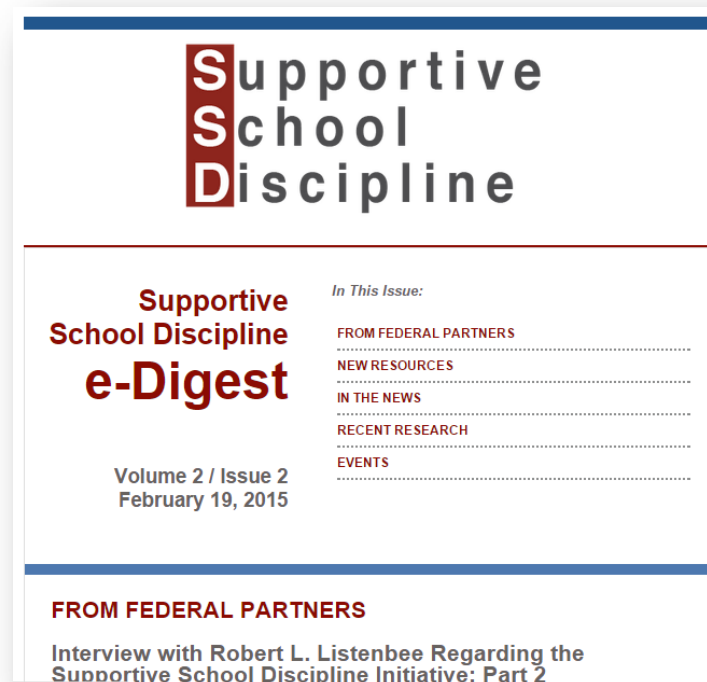 Supportive
School
Discipline
Supportive
School Discipline
e-Digest
Volume 2 / Issue 2
February 19, 2015
In This Issue:
FROM FEDERAL PARTNERS
NEW RESOURCES
IN THE NEWS
RECENT RESEARCH
EVENTS
FROM FEDERAL PARTNERS
Interview with Robert L. Listenbee Regarding the
Supportive School Discipline Initiative: Part 2